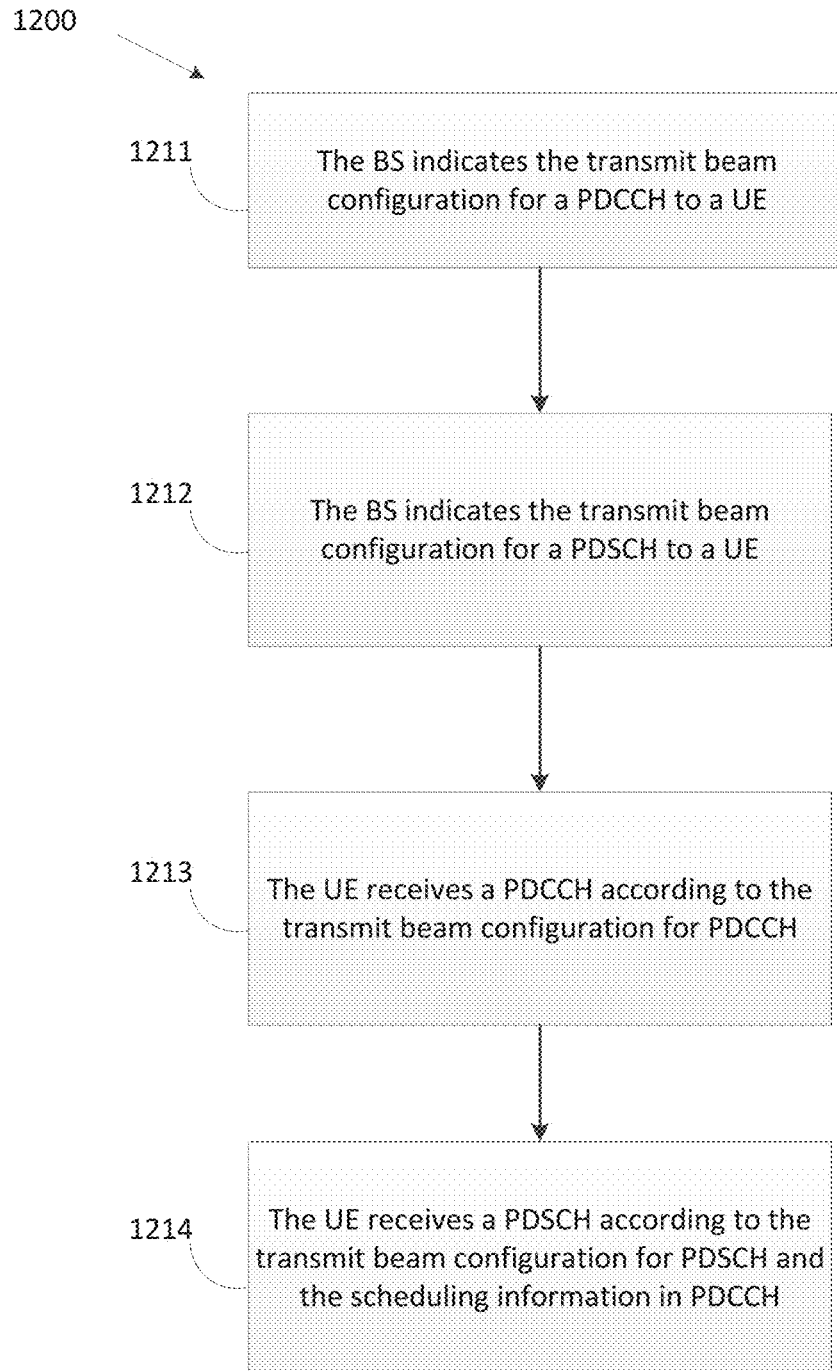 1200
1211
The BS indicates the transmit beam
configuration for a PDCCH to a UE
1212
The BS indicates the transmit beam
configuration for a PDSCH to a UE
1213
The UE receives a PDCCH according to the
transmit beam configuration for PDCCH
1214
The UE receives a PDSCH according to the
transmit beam configuration for PDSCH and
the scheduling information in PDCCH